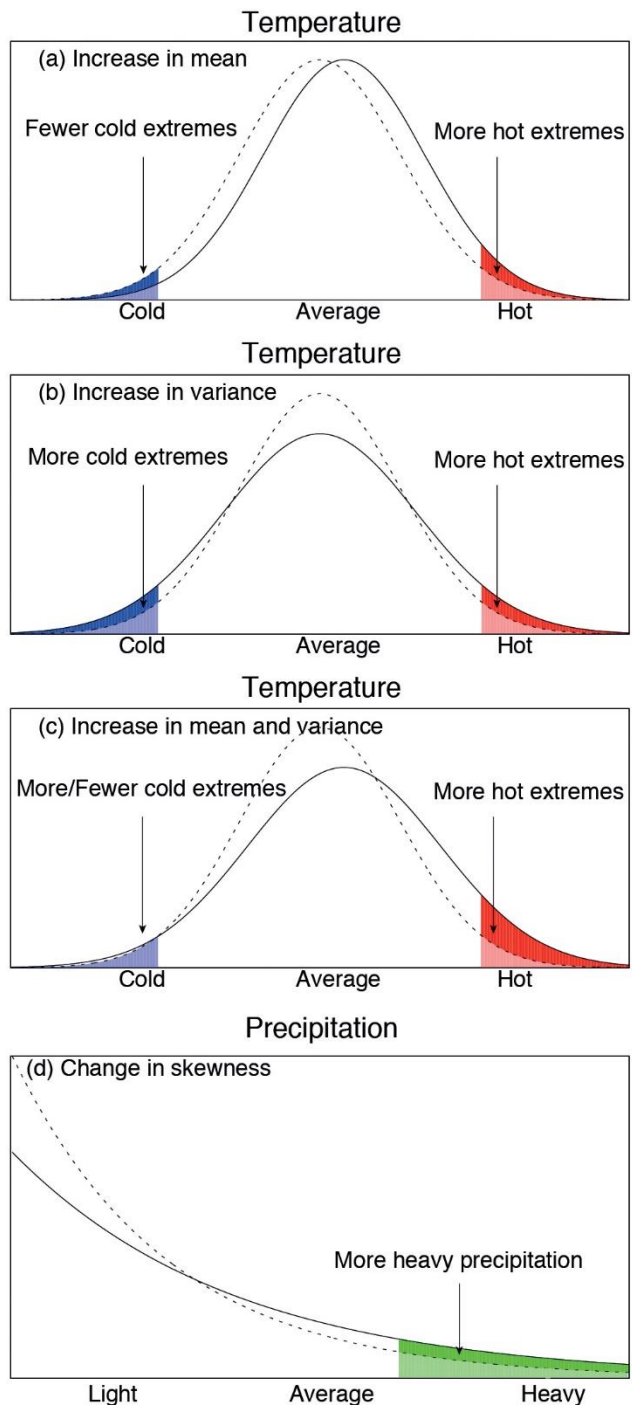 Temperature
(a) Increase in mean
Fewer cold extremes
More hot extremes
Cold
Average
Hot
Temperature
(b) Increase in variance
More cold extremes
More hot extremes
Cold
Average
Hot
Temperature
(c) Increase in mean and variance
More/Fewer cold extremes
More hot extremes
Cold
Average
Hot
Precipitation
(d) Change in skewness
More heavy precipitation
Light
Average
Heavy